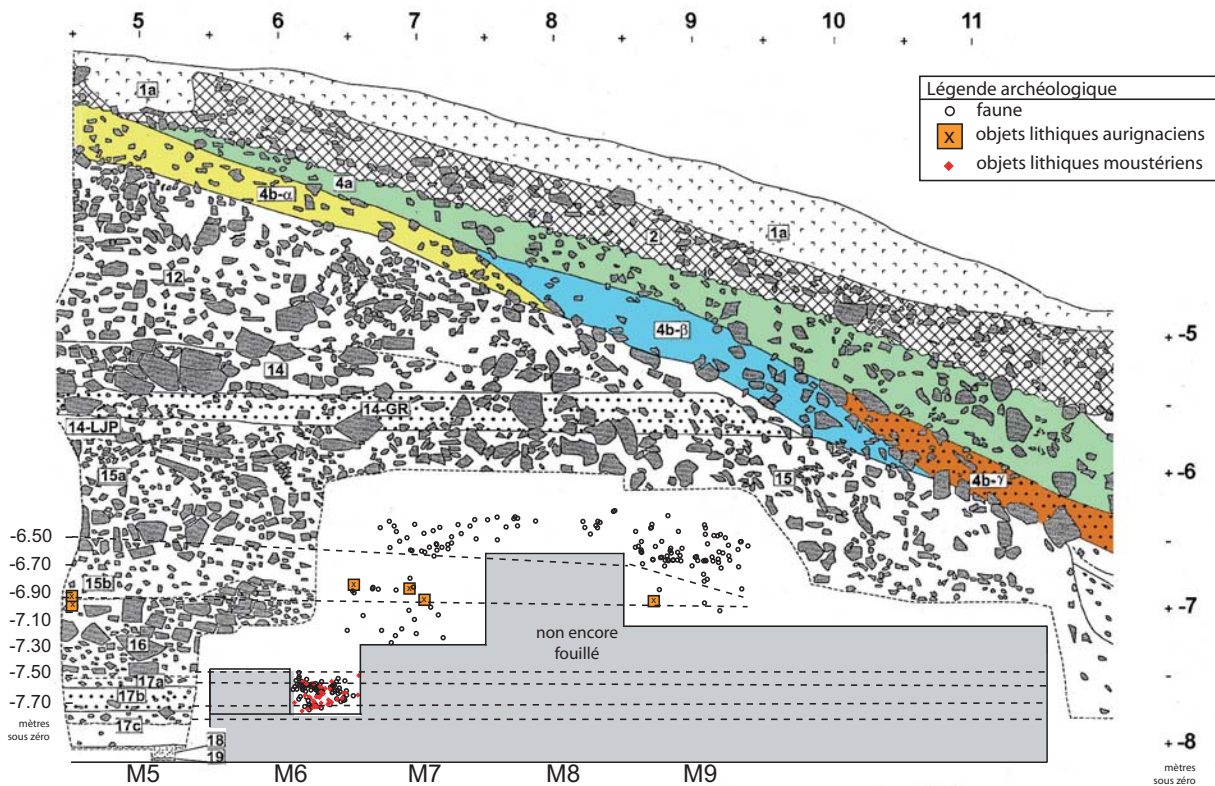 5 6 7 8 9 10 11
Légende archéologique
faune
x objets lithiques aurignaciens
objets lithiques moustériens
1a
4a
4b-α
2
1a
12
4b-β
-5
14
14-GR
14-LJP
15a
15
4b-γ
-6
-6.50
-6.70
15b
-6.90
x
x
x
x
x
x
-7
-7.10
16
non encore
fouillé
-7.30
-7.50
17a
17b
-7.70
17c
mètres
sous zéro
18
19
-8
mètres
sous zéro
M5 M6 M7 M8 M9